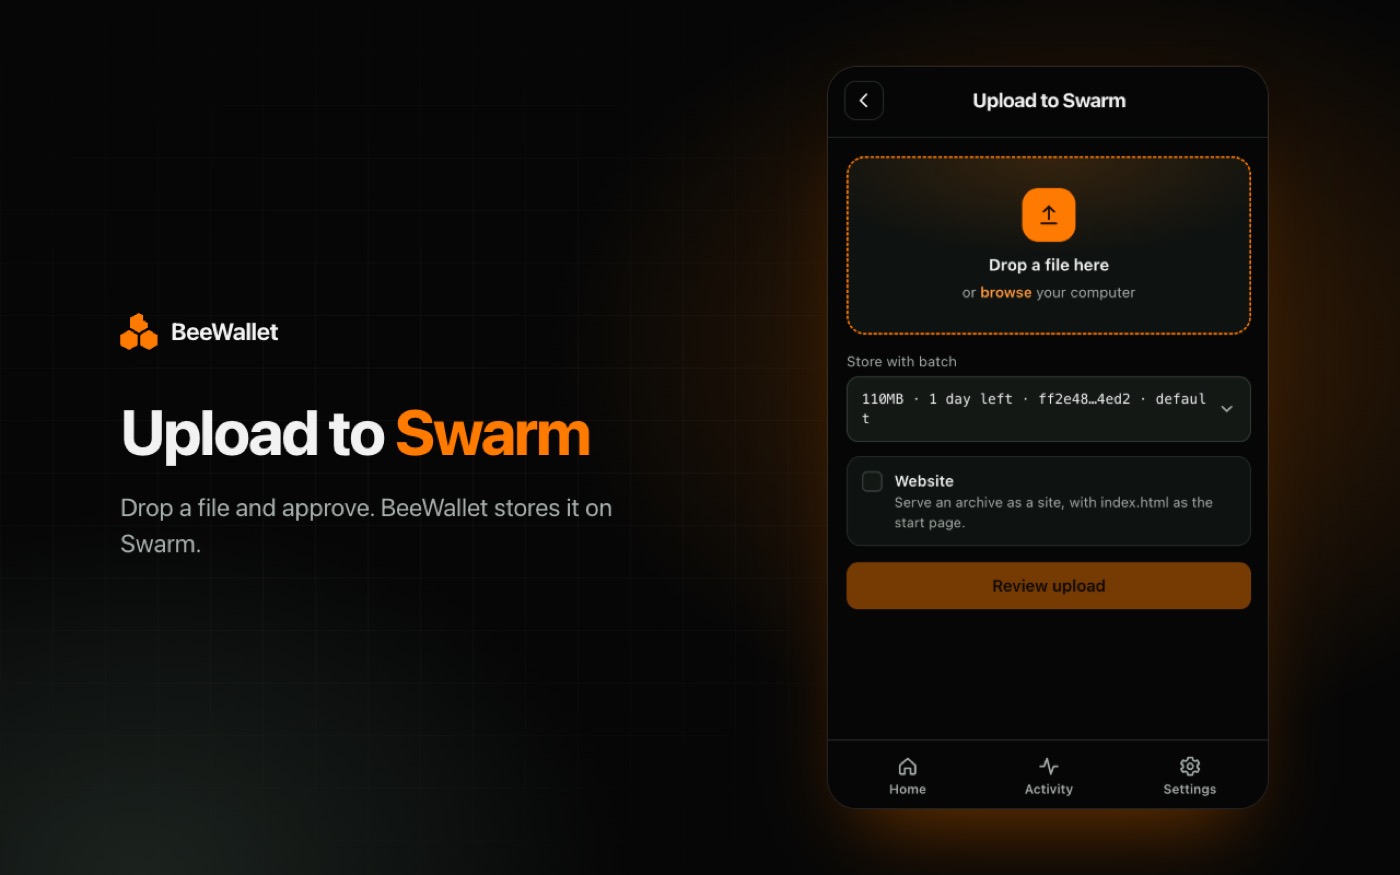 BeeWallet
Upload to Swarm
Drop a file and approve. BeeWallet stores it on
Swarm.
Upload to Swarm
Drop a file here
or browse your computer
Store with batch
110MB · 1 day left · ff2e48…4ed2 · defaul
t
Website
Serve an archive as a site, with index.html as the
start page.
Review upload
Home
Activity
Settings